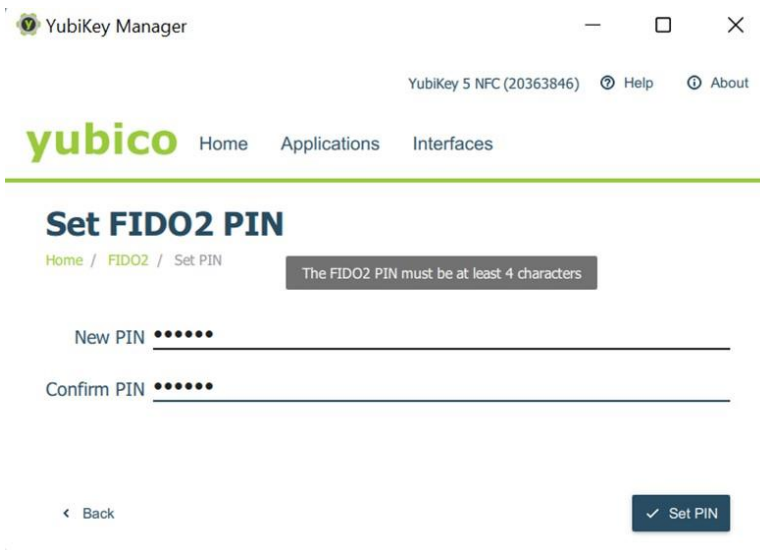 YubiKey Manager
YubiKey 5 NFC (20363846) Help About
yubico Home Applications Interfaces
Set FIDO2 PIN
Home / FIDO2 / Set PIN
The FIDO2 PIN must be at least 4 characters
New PIN ••••••
Confirm PIN ••••••
Back Set PIN